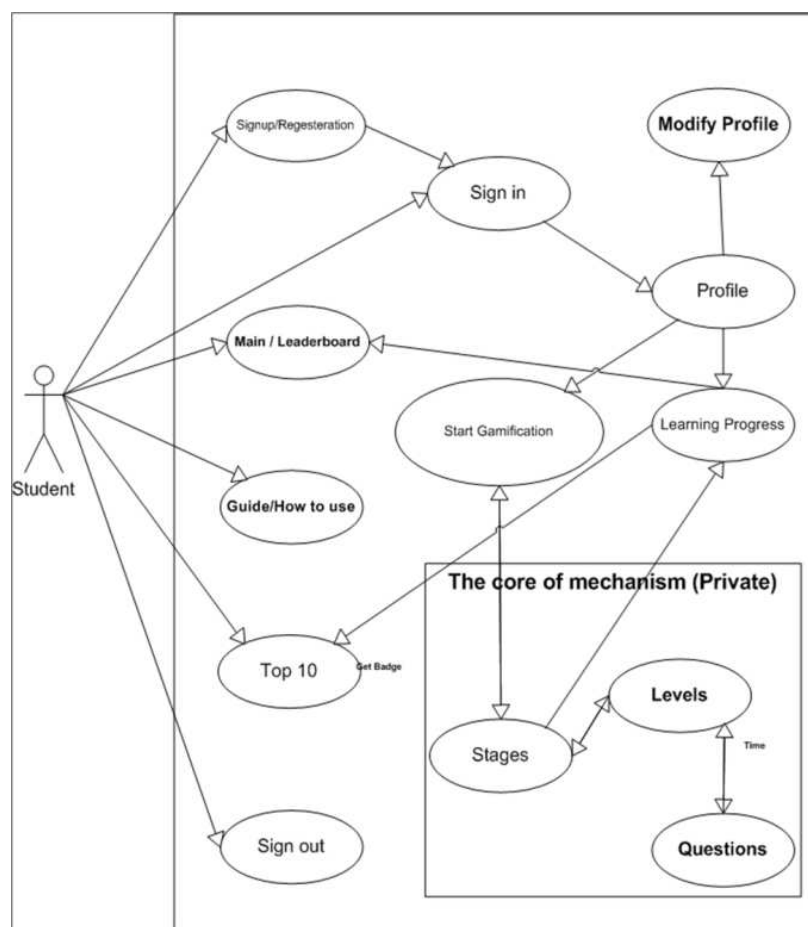 Signup/Regesteration
Modify Profile
Sign in
Profile
Main / Leaderboard
Start Gamification
Learning Progress
Student
Guide/How to use
The core of mechanism (Private)
Top 10
Get Badge
Levels
Stages
Time
Sign out
Questions